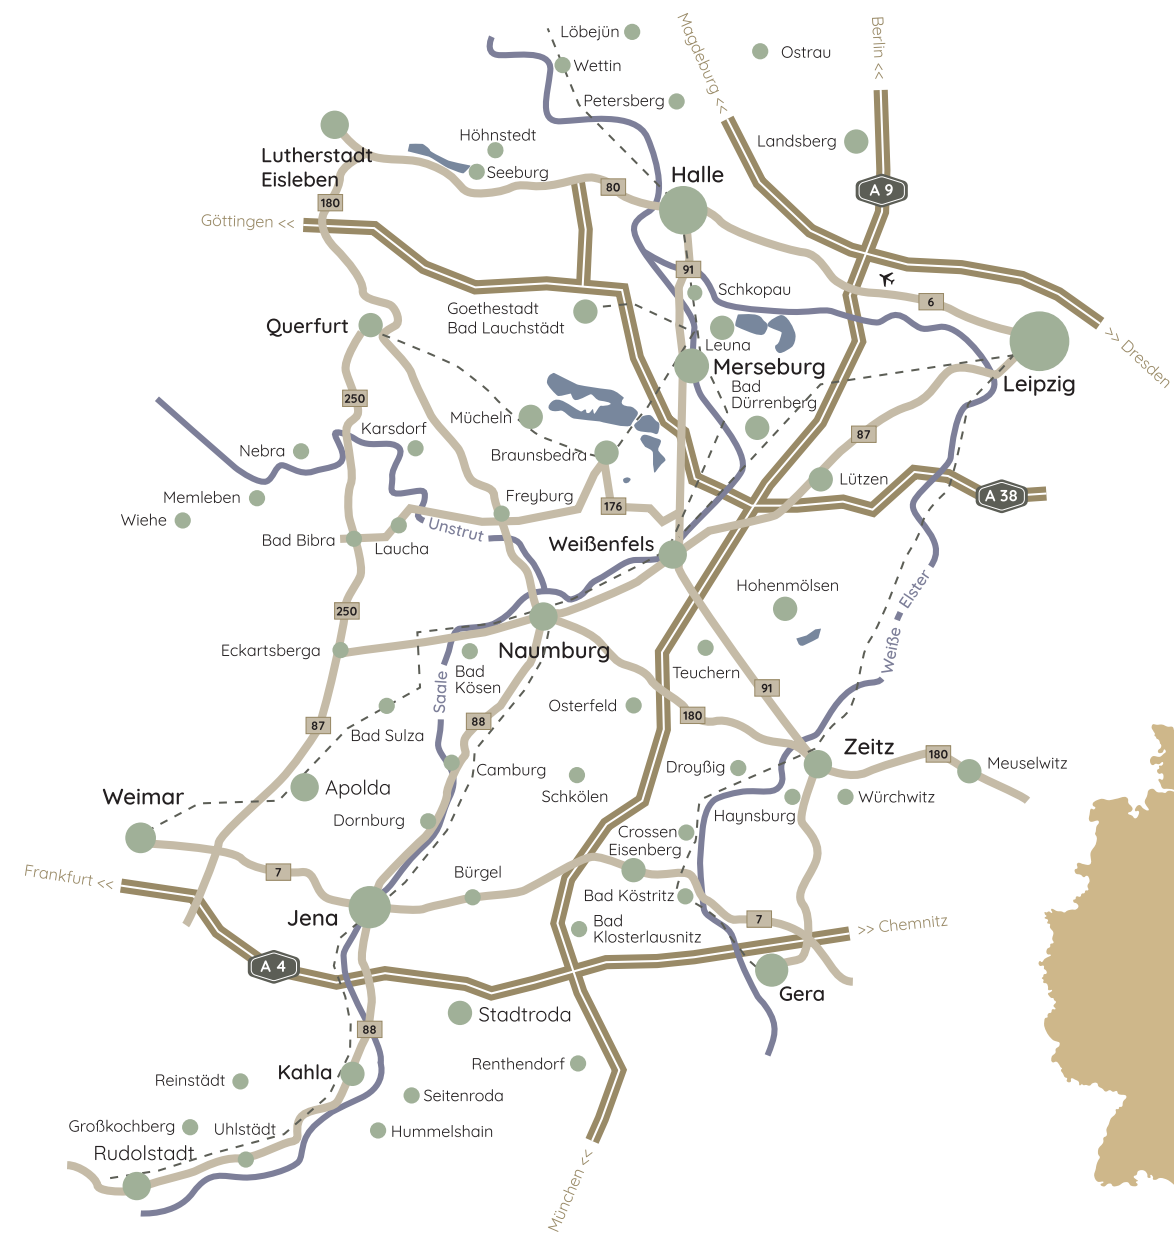 Löbejün
Magdeburg <<
Berlin <<
Ostrau
Wettin
Petersberg
Höhnstedt
Landsberg
Lutherstadt
Eisleben
Seeburg
80
Halle
A 9
180
Göttingen <<
91
Schkopau
6
Goethestadt
Bad Lauchstädt
Querfurt
Leuna
>> Dresden
Merseburg
Leipzig
Bad
Dürrenberg
250
Mücheln
Karsdorf
87
Nebra
Braunsbedra
Lützen
Memleben
Freyburg
176
A 38
Wiehe
Unstrut
Bad Bibra
Laucha
Weißenfels
Hohenmölsen
Weiße
Elster
250
Eckartsberga
Naumburg
Bad
Kösen
Saale
Teuchern
91
Osterfeld
180
87
88
Bad Sulza
Zeitz
180
Meuselwitz
Camburg
Droyßig
Apolda
Schkölen
Weimar
Haynsburg
Würchwitz
Dornburg
Crossen
Eisenberg
7
Bürgel
Frankfurt <<
Bad Köstritz
Jena
7
Bad
Klosterlausnitz
>> Chemnitz
A 4
Gera
Stadtroda
88
Renthendorf
Kahla
Reinstädt
Seitenroda
Großkochberg
Uhlstädt
Hummelshain
Rudolstadt
München <<